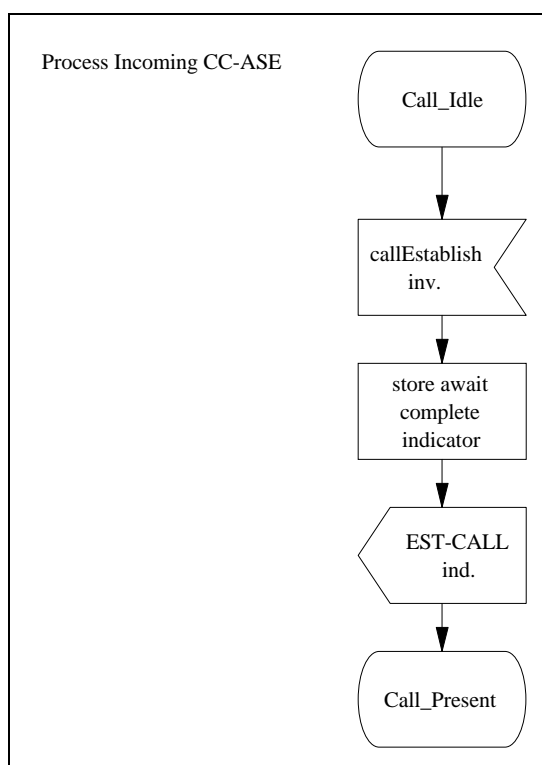 Process Incoming CC-ASE
Call_Idle
callEstablish
inv.
store await
complete
indicator
EST-CALL
ind.
Call_Present